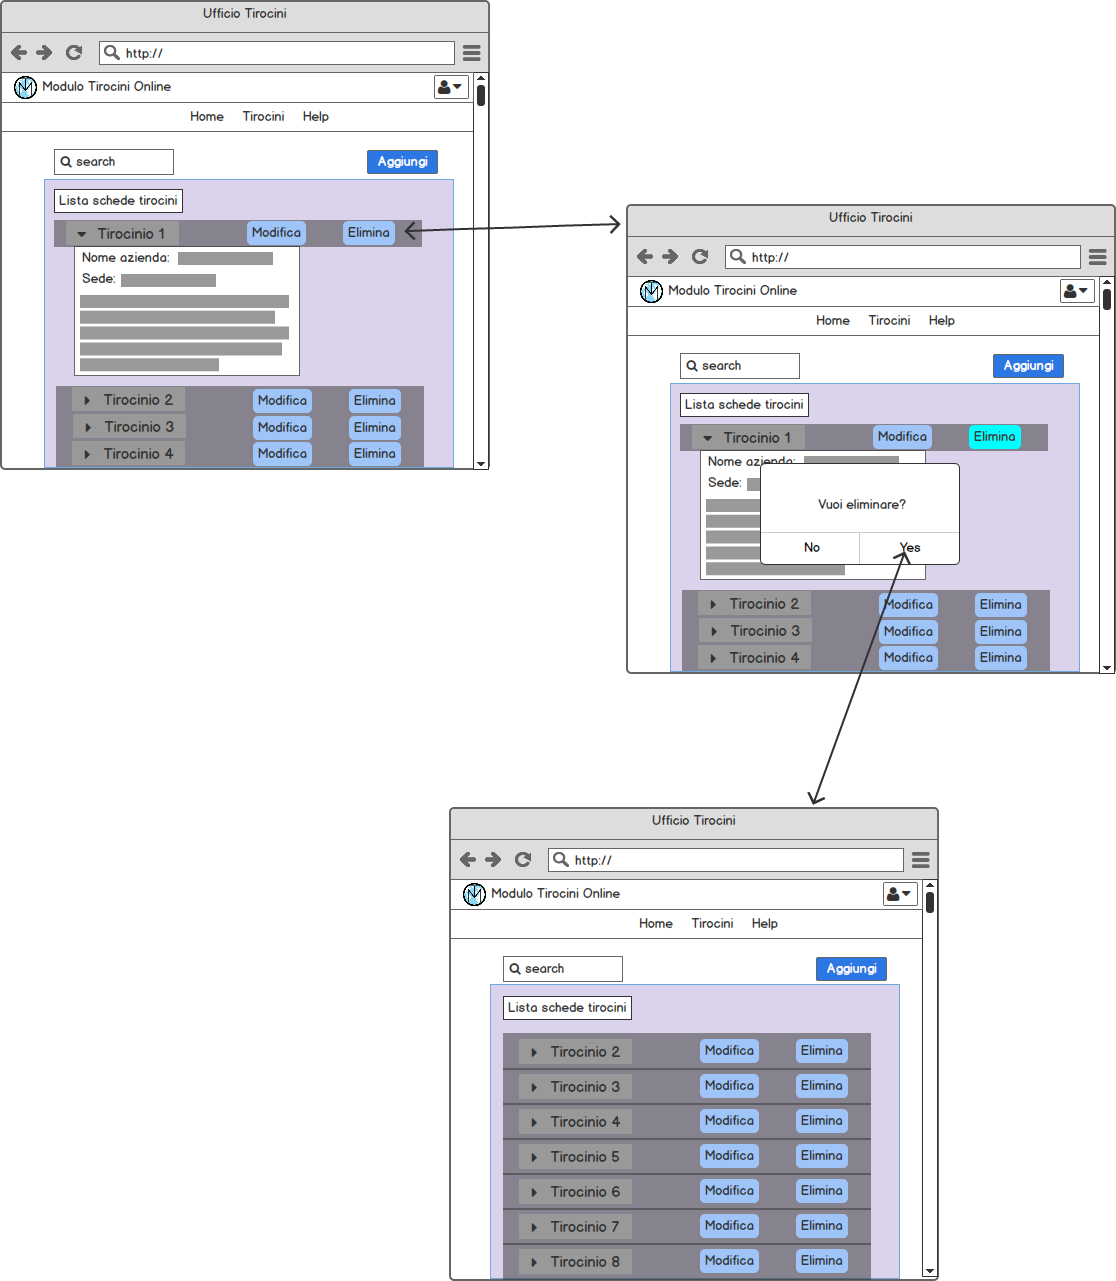 Ufficio Tirocini
http://
Modulo Tirocini Online
Home Tirocini Help
search Aggiungi
Lista schede tirocini
Tirocinio 1 Modifica Elimina
Nome azienda:
Sede:
Tirocinio 2 Modifica Elimina
Tirocinio 3 Modifica Elimina
Tirocinio 4 Modifica Elimina
Ufficio Tirocini
http://
Modulo Tirocini Online
Home Tirocini Help
search Aggiungi
Lista schede tirocini
Tirocinio 1 Modifica Elimina
Nome azienda:
Sede:
Vuoi eliminare?
No Yes
Tirocinio 2 Modifica Elimina
Tirocinio 3 Modifica Elimina
Tirocinio 4 Modifica Elimina
Ufficio Tirocini
http://
Modulo Tirocini Online
Home Tirocini Help
search Aggiungi
Lista schede tirocini
Tirocinio 2 Modifica Elimina
Tirocinio 3 Modifica Elimina
Tirocinio 4 Modifica Elimina
Tirocinio 5 Modifica Elimina
Tirocinio 6 Modifica Elimina
Tirocinio 7 Modifica Elimina
Tirocinio 8 Modifica Elimina